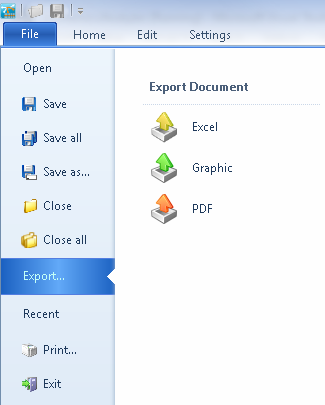 File Home Edit Settings
Open
Save
Save all
Save as...
Close
Close all
Export...
Recent
Print...
Exit
Export Document
Excel
Graphic
PDF